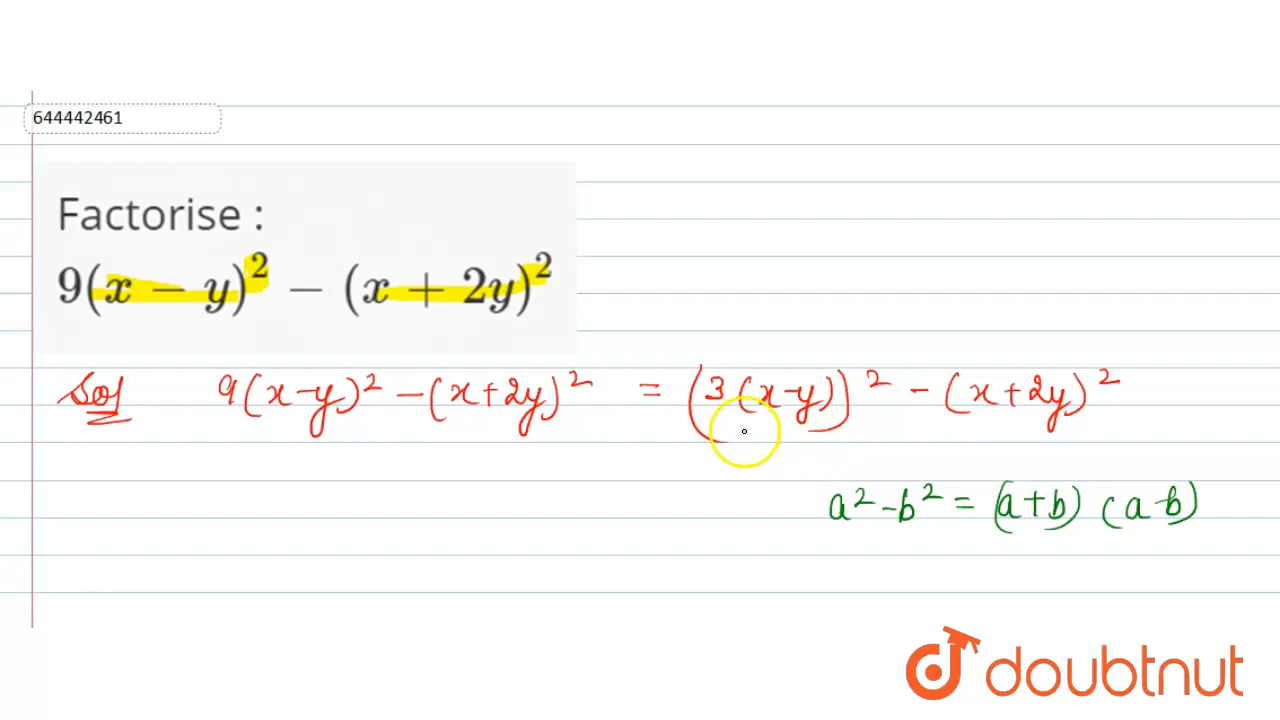 644442461
Factorise :
9(x − y)² − (x + 2y)²
Sol 9(x-y)² - (x+2y)² = (3(x-y))² - (x+2y)²
a² - b² = (a+b) (a-b)
doubtnut